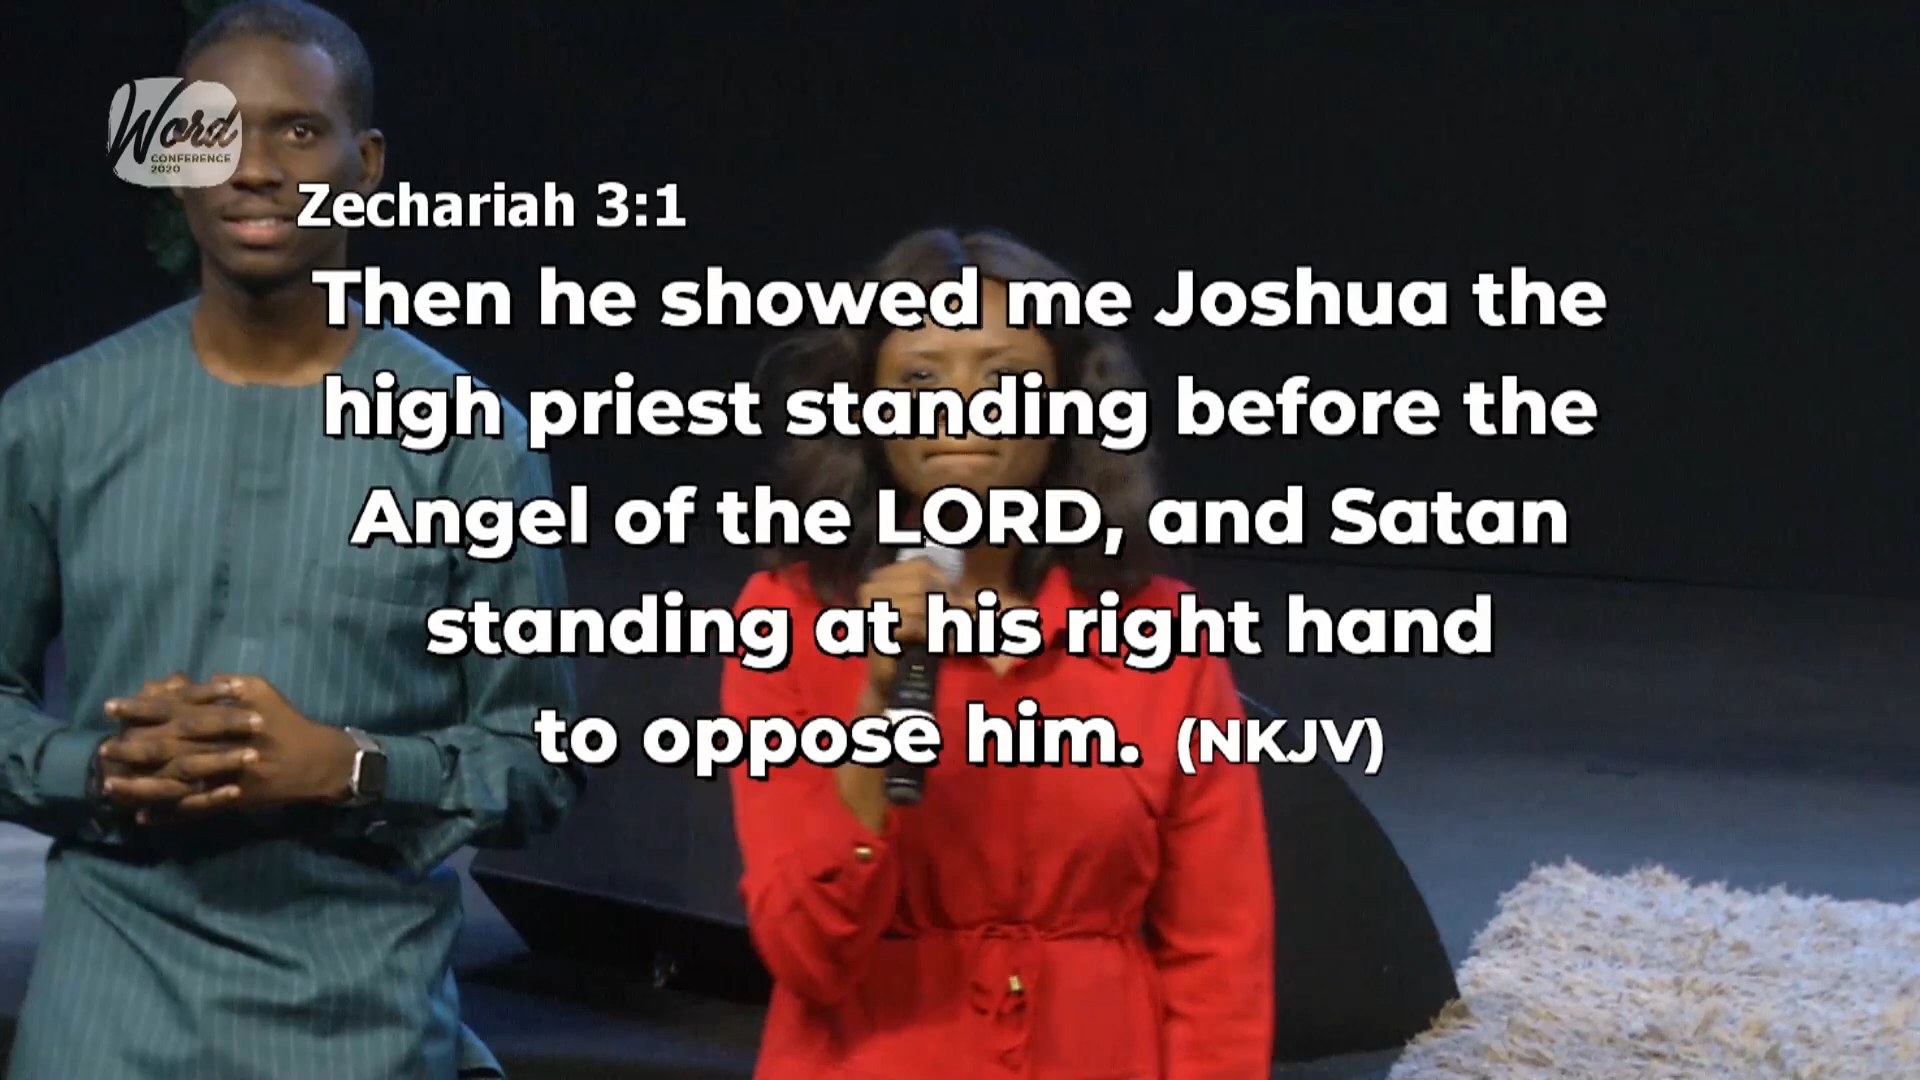 Word
CONFERENCE
2020
Zechariah 3:1
Then he showed me Joshua the
high priest standing before the
Angel of the LORD, and Satan
standing at his right hand
to oppose him. (NKJV)